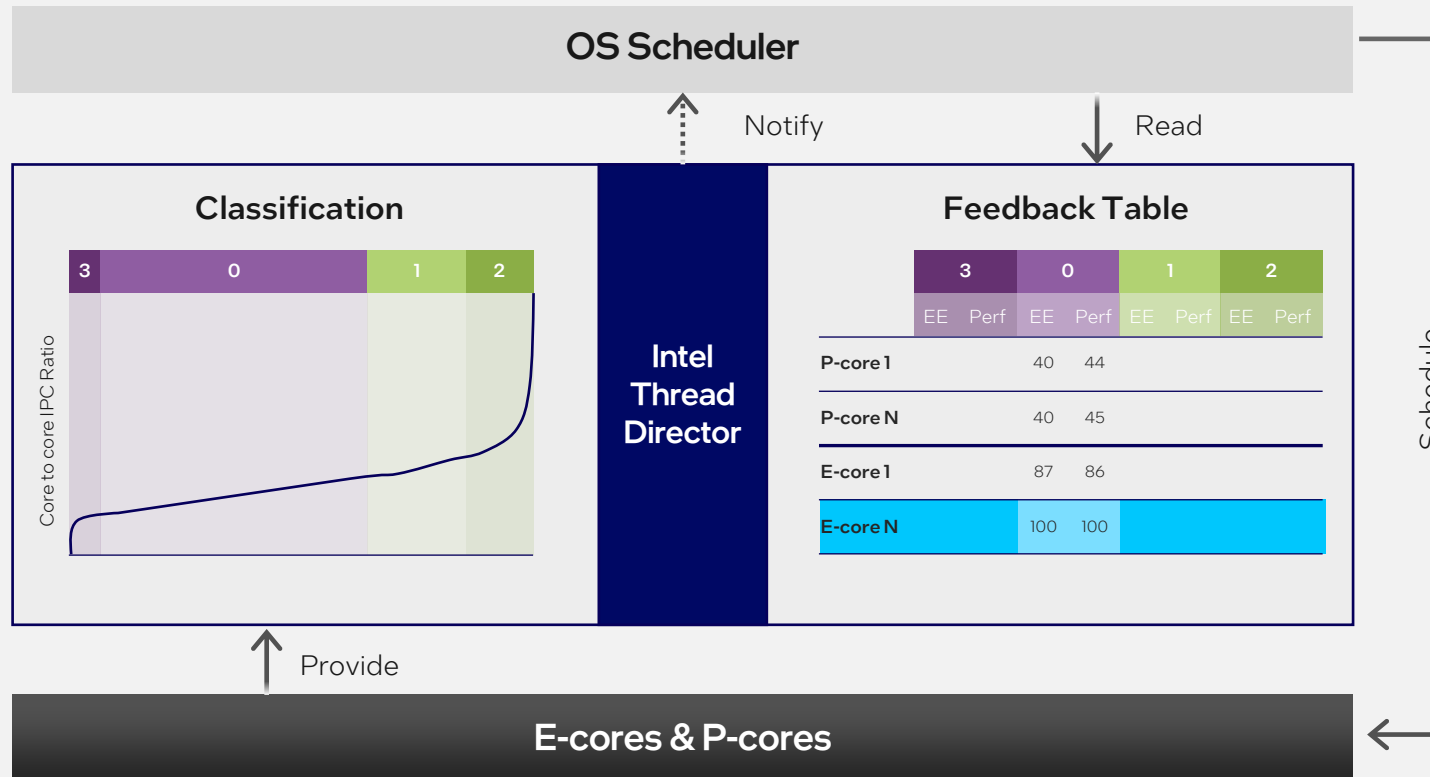 OS Scheduler
Notify
Read
Classification
3 0 1 2
Core to core IPC Ratio
Intel
Thread
Director
Feedback Table
3 0 1 2
EE Perf EE Perf EE Perf EE Perf
P-core 1 40 44
P-core N 40 45
E-core 1 87 86
E-core N 100 100
Provide
E-cores & P-cores